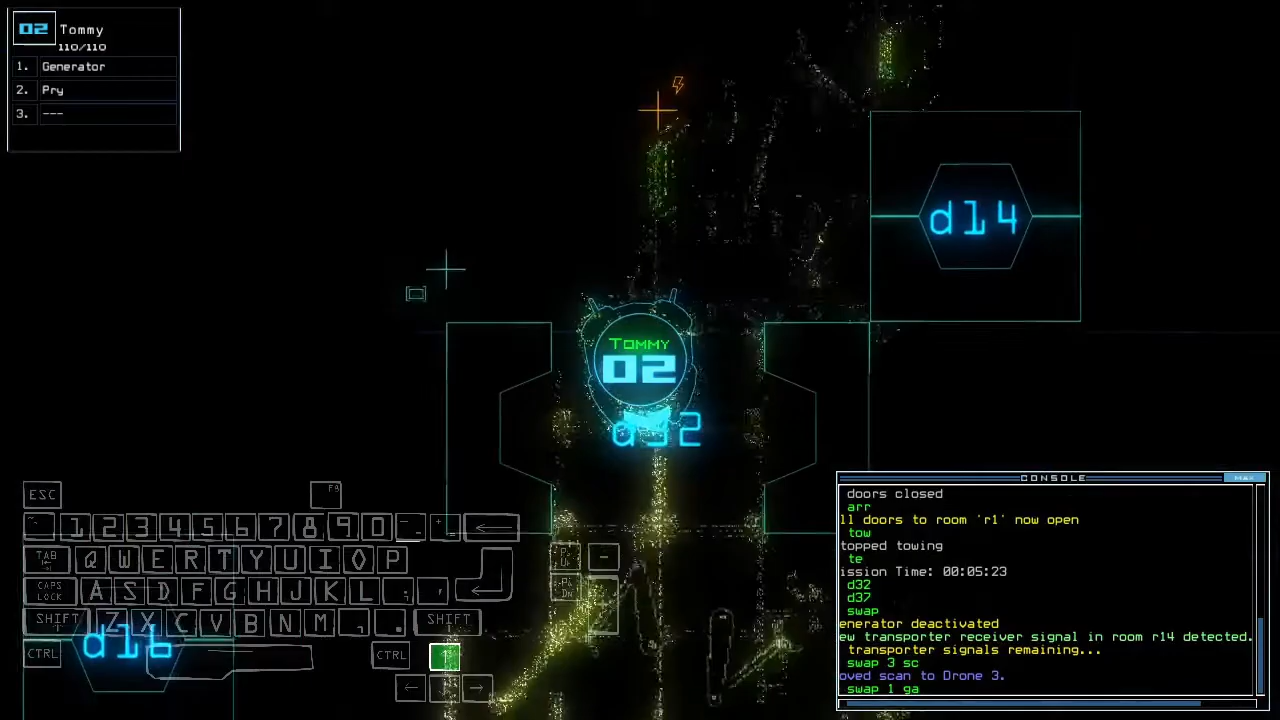 02 Tommy
110/110
1. Generator
2. Pry
3. ---
d14
TOMMY
02
d32
d16
ESC
F9
1 2 3 4 5 6 7 8 9 0
TAB Q W E R T Y U I O P
CAPS LOCK A S D F G H J K L ; '
SHIFT Z X C V B N M , . SHIFT
CTRL CTRL
CONSOLE MAX
doors closed
arr
ll doors to room 'r1' now open
tow
topped towing
te
ission Time: 00:05:23
d32
d37
swap
enerator deactivated
ew transporter receiver signal in room r14 detected.
transporter signals remaining...
swap 3 sc
oved scan to Drone 3.
swap 1 ga